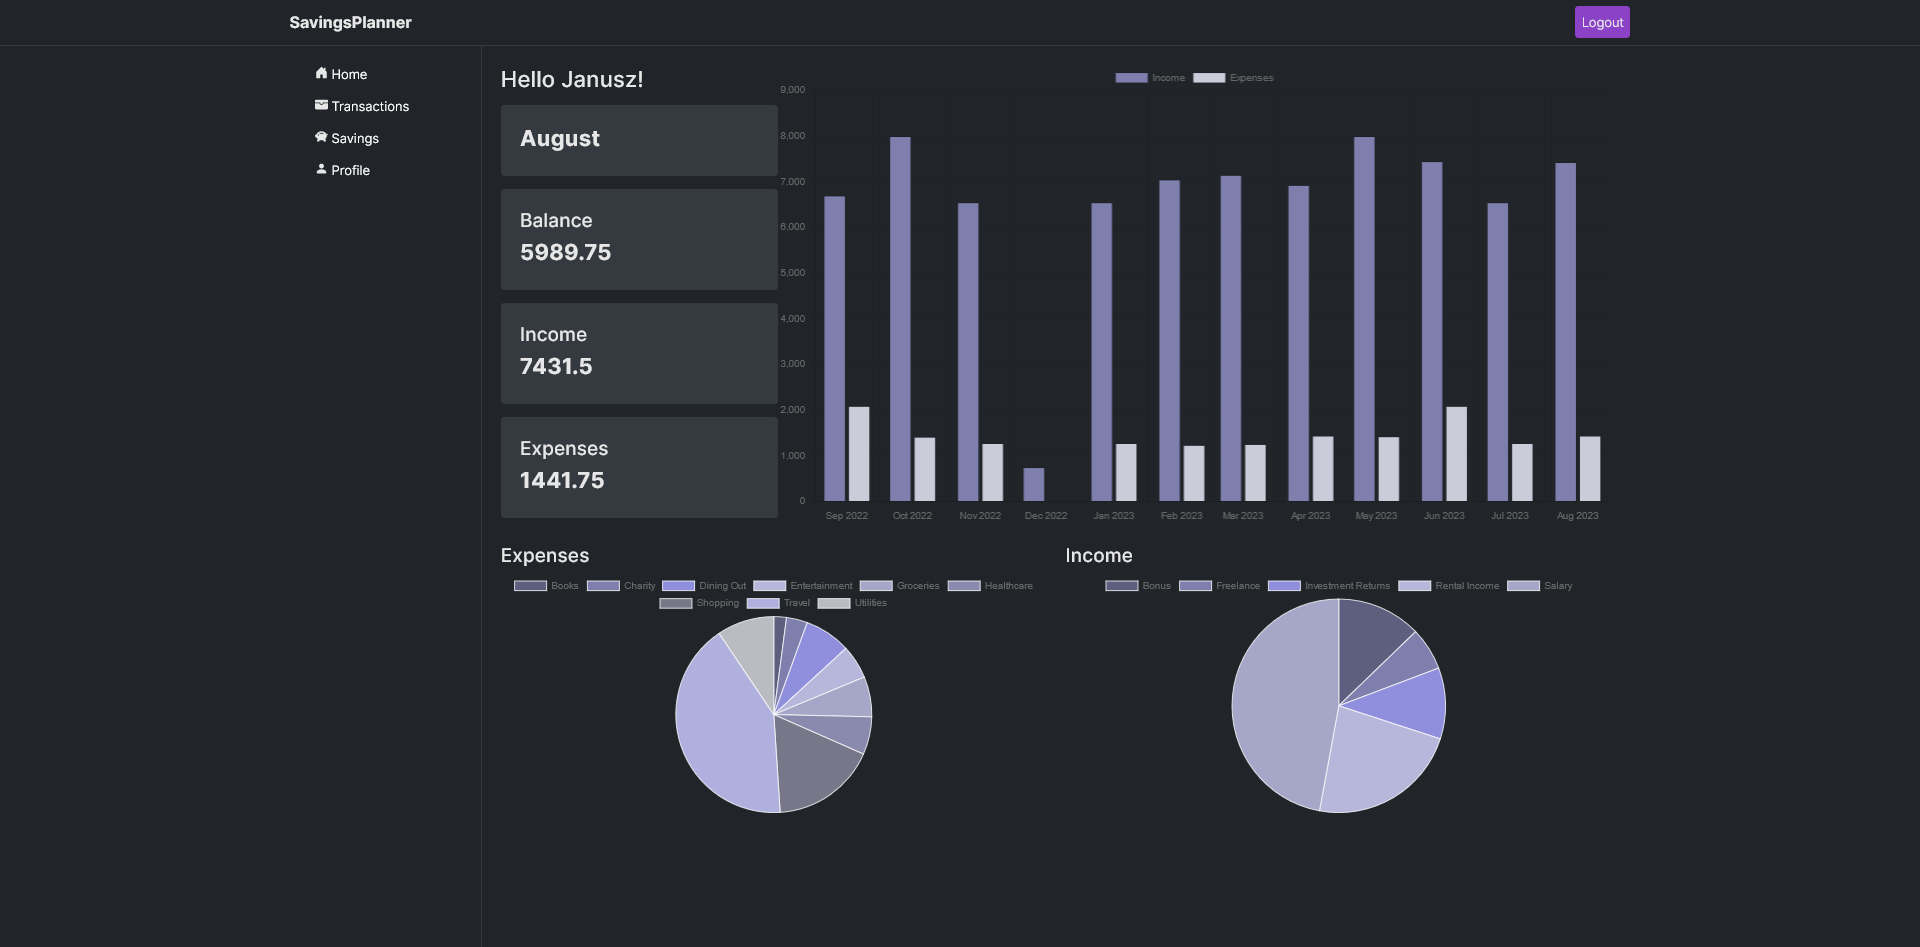 SavingsPlanner
Logout
Home
Transactions
Savings
Profile
Hello Janusz!
August
Balance
5989.75
Income
7431.5
Expenses
1441.75
Income Expenses
9,000
8,000
7,000
6,000
5,000
4,000
3,000
2,000
1,000
0
Sep 2022 Oct 2022 Nov 2022 Dec 2022 Jan 2023 Feb 2023 Mar 2023 Apr 2023 May 2023 Jun 2023 Jul 2023 Aug 2023
Expenses
Books Charity Dining Out Entertainment Groceries Healthcare
Shopping Travel Utilities
Income
Bonus Freelance Investment Returns Rental Income Salary